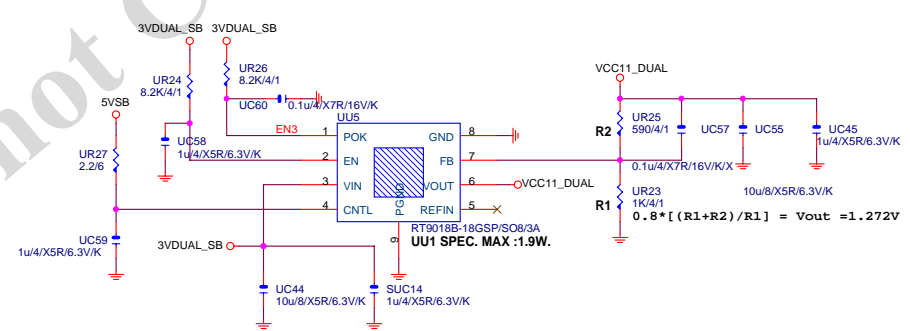 not C
3VDUAL_SB 3VDUAL_SB
UR24
8.2K/4/1
UR26
8.2K/4/1
5VSB
UC60 0.1u/4/X7R/16V/K
UR27
2.2/6
UC58
1u/4/X5R/6.3V/K
UC59
1u/4/X5R/6.3V/K
EN3
UU5
1 POK GND 8
2 EN FB 7
3 VIN VOUT 6 VCC11_DUAL
4 CNTL REFIN 5
PGND
9
RT9018B-18GSP/SO8/3A
UU1 SPEC. MAX :1.9W.
3VDUAL_SB
UC44
10u/8/X5R/6.3V/K
SUC14
1u/4/X5R/6.3V/K
VCC11_DUAL
R2
UR25
590/4/1
UC57
0.1u/4/X7R/16V/K/X
UC55
10u/8/X5R/6.3V/K
UC45
1u/4/X5R/6.3V/K
R1
UR23
1K/4/1
0.8*[(R1+R2)/R1] = Vout =1.272V